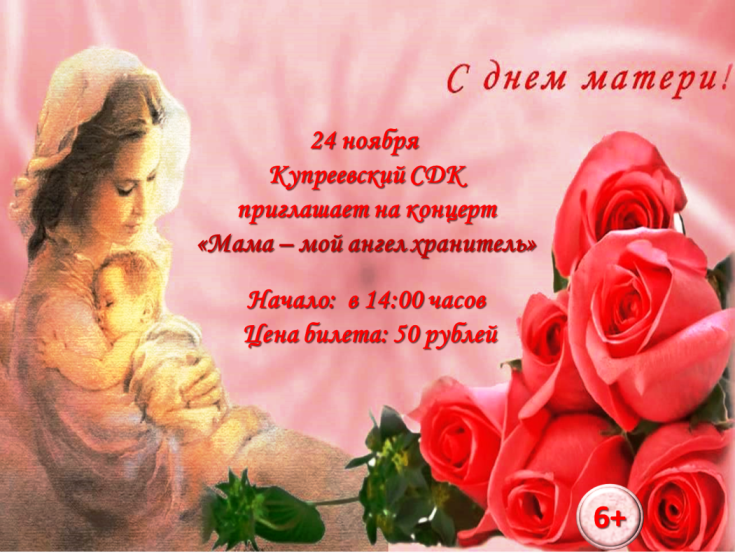 С днем матери!
24 ноября
Купреевский СДК
приглашает на концерт
«Мама – мой ангел хранитель»
Начало: в 14:00 часов
Цена билета: 50 рублей
6+